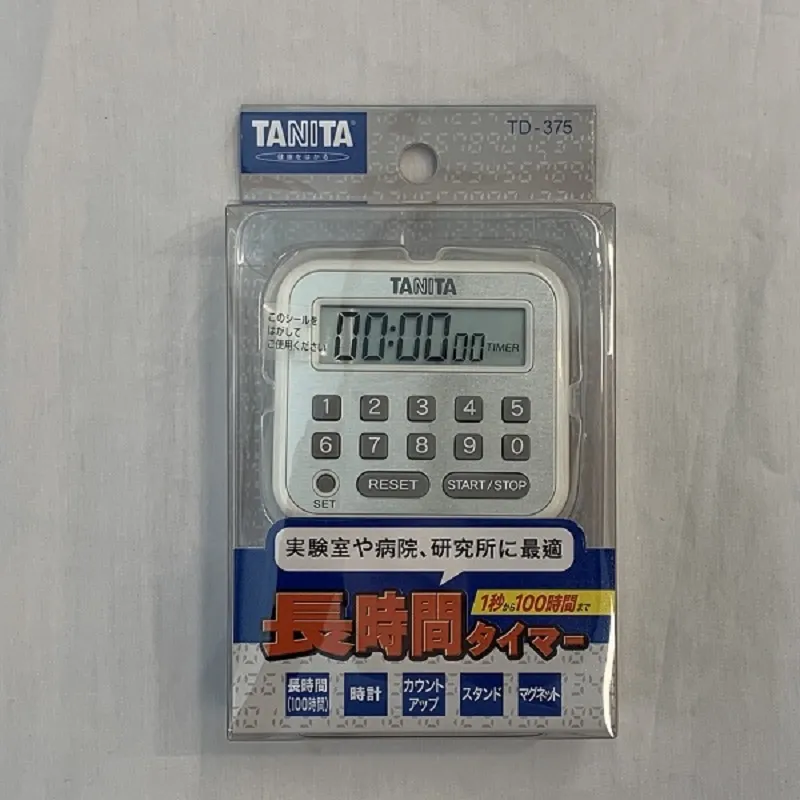 TANITA
健康をはかる
TD-375
TANITA
このシールを
はがして
ご使用ください
00:00 00 TIMER
1 2 3 4 5
6 7 8 9 0
RESET START/STOP
SET
実験室や病院、研究所に最適
1秒から100時間まで
長時間タイマー
長時間
(100時間)
時計
カウント
アップ
スタンド
マグネット